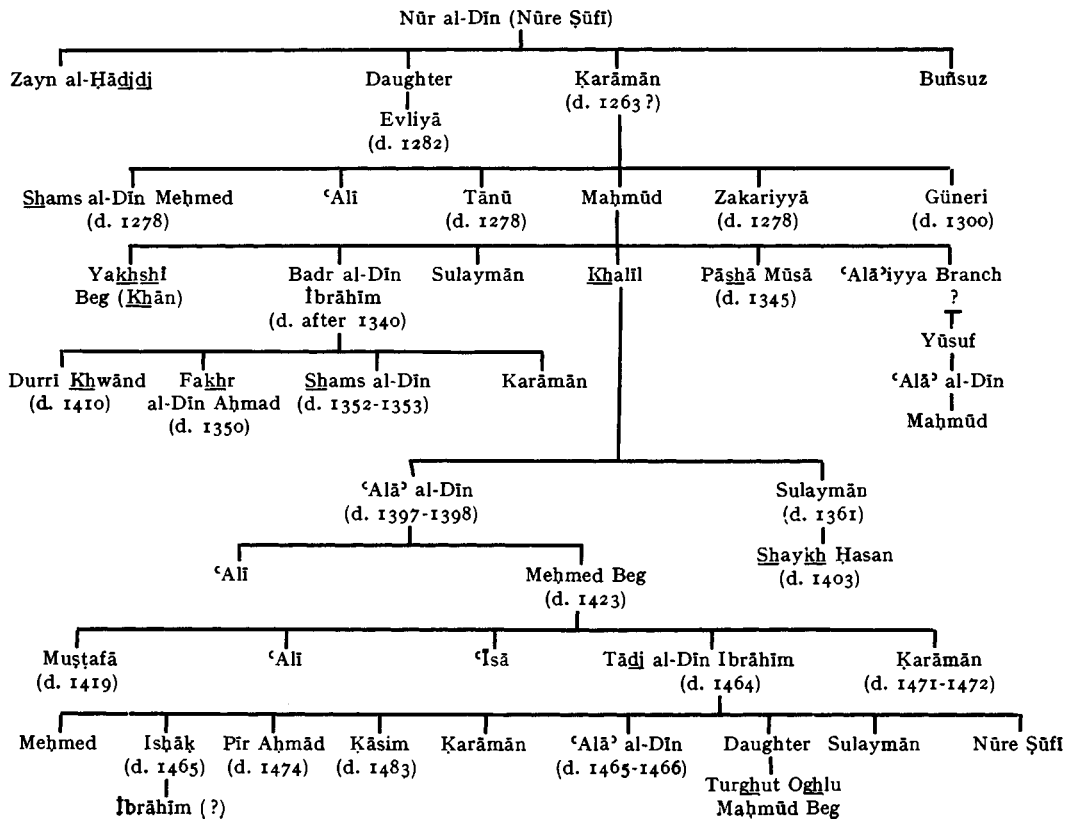 Nūr al-Dīn (Nūre Ṣūfī)
Zayn al-Ḥādjdj Daughter Ḳarāmān Buñsuz
(d. 1263?)
Evliyā
(d. 1282)
Shams al-Dīn Meḥmed ʿAlī Tānū Maḥmūd Zakariyyā Güneri
(d. 1278) (d. 1278) (d. 1278) (d. 1300)
Yakhshi̊ Badr al-Dīn Sulaymān Khalīl Pāshā Mūsā ʿAlāʾiyya Branch
Beg (Khān) İbrāhīm (d. 1345) ?
(d. after 1340)
Yūsuf
Durri Khwānd Fakhr Shams al-Dīn Karāmān ʿAlāʾ al-Dīn
(d. 1410) al-Dīn Aḥmad (d. 1352-1353)
(d. 1350) Maḥmūd
ʿAlāʾ al-Dīn Sulaymān
(d. 1397-1398) (d. 1361)
ʿAlī Meḥmed Beg Shaykh Ḥasan
(d. 1423) (d. 1403)
Muṣṭafā ʿAlī ʿĪsā Tādj al-Dīn Ibrāhīm Ḳarāmān
(d. 1419) (d. 1464) (d. 1471-1472)
Meḥmed Isḥāḳ Pīr Aḥmād Ḳāsim Ḳarāmān ʿAlāʾ al-Dīn Daughter Sulaymān Nūre Ṣūfī
(d. 1465) (d. 1474) (d. 1483) (d. 1465-1466)
Turghut Oghlu
İbrāhīm (?) Maḥmūd Beg